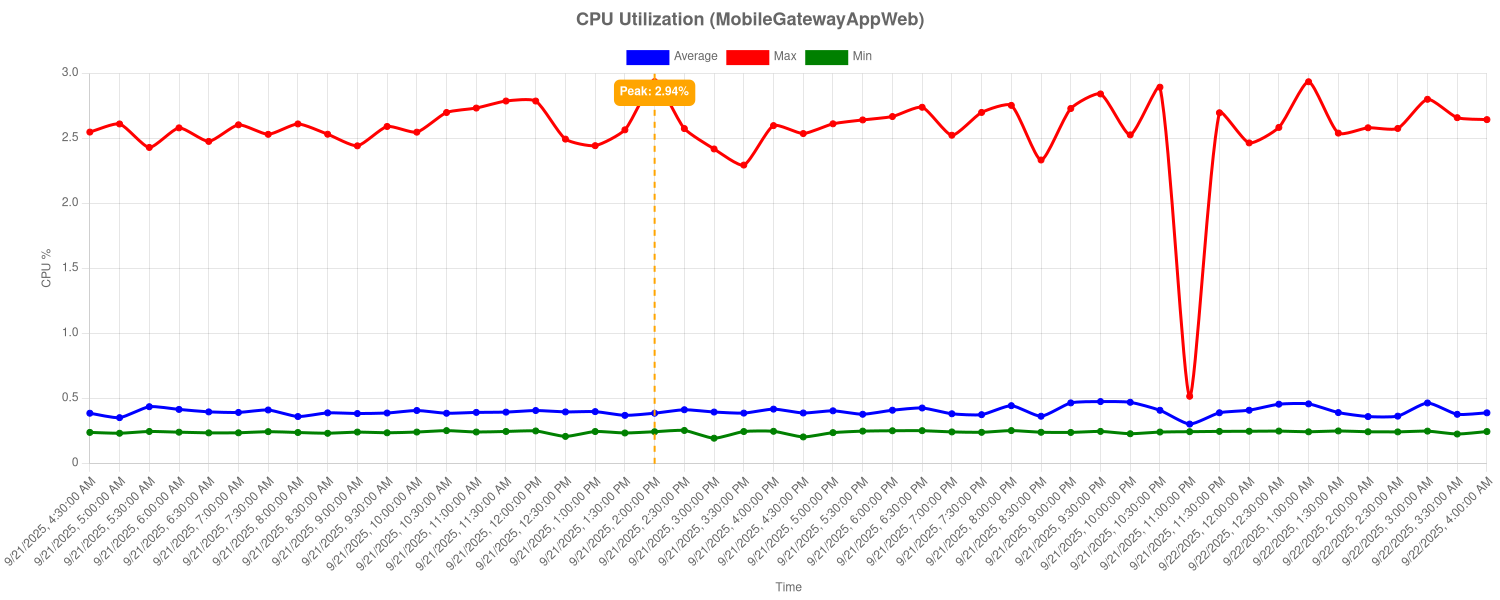 CPU Utilization (MobileGatewayAppWeb)
Average Max Min
3.0
Peak: 2.94%
2.5
2.0
1.5
CPU %
1.0
0.5
0
9/21/2025, 4:30:00 AM
9/21/2025, 5:00:00 AM
9/21/2025, 5:30:00 AM
9/21/2025, 6:00:00 AM
9/21/2025, 6:30:00 AM
9/21/2025, 7:00:00 AM
9/21/2025, 7:30:00 AM
9/21/2025, 8:00:00 AM
9/21/2025, 8:30:00 AM
9/21/2025, 9:00:00 AM
9/21/2025, 9:30:00 AM
9/21/2025, 10:00:00 AM
9/21/2025, 10:30:00 AM
9/21/2025, 11:00:00 AM
9/21/2025, 11:30:00 AM
9/21/2025, 12:00:00 PM
9/21/2025, 12:30:00 PM
9/21/2025, 1:00:00 PM
9/21/2025, 1:30:00 PM
9/21/2025, 2:00:00 PM
9/21/2025, 2:30:00 PM
9/21/2025, 3:00:00 PM
9/21/2025, 3:30:00 PM
9/21/2025, 4:00:00 PM
9/21/2025, 4:30:00 PM
9/21/2025, 5:00:00 PM
9/21/2025, 5:30:00 PM
9/21/2025, 6:00:00 PM
9/21/2025, 6:30:00 PM
9/21/2025, 7:00:00 PM
9/21/2025, 7:30:00 PM
9/21/2025, 8:00:00 PM
9/21/2025, 8:30:00 PM
9/21/2025, 9:00:00 PM
9/21/2025, 9:30:00 PM
9/21/2025, 10:00:00 PM
9/21/2025, 10:30:00 PM
9/21/2025, 11:00:00 PM
9/21/2025, 11:30:00 PM
9/22/2025, 12:00:00 AM
9/22/2025, 12:30:00 AM
9/22/2025, 1:00:00 AM
9/22/2025, 1:30:00 AM
9/22/2025, 2:00:00 AM
9/22/2025, 2:30:00 AM
9/22/2025, 3:00:00 AM
9/22/2025, 3:30:00 AM
9/22/2025, 4:00:00 AM
Time